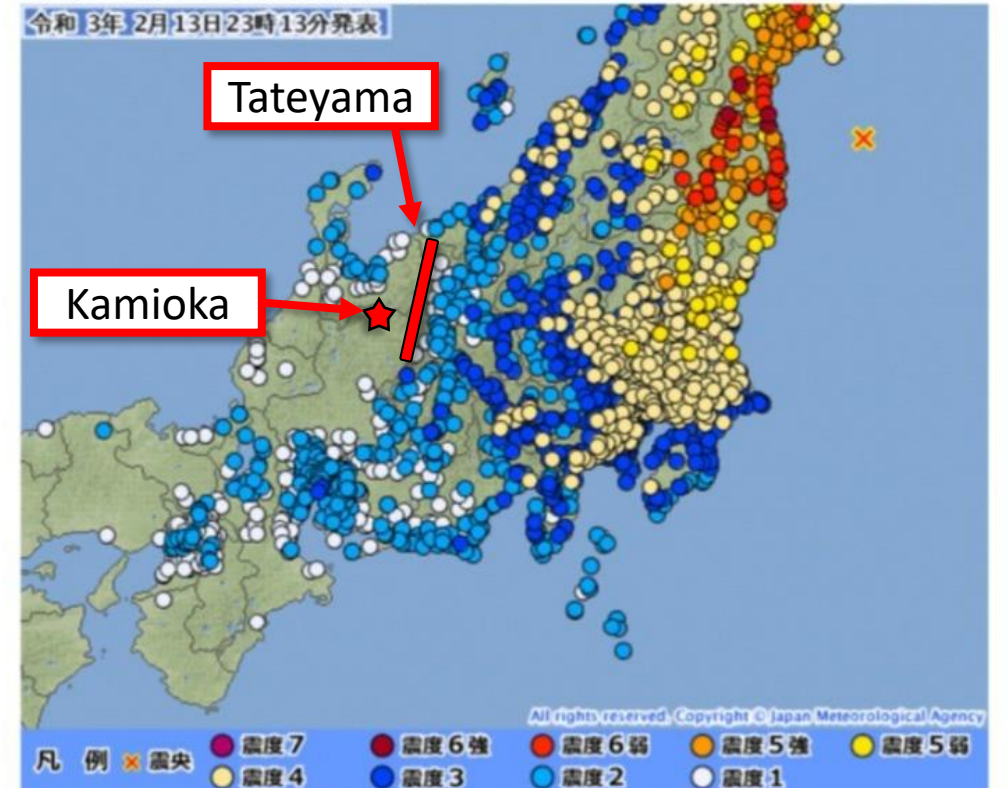 令和 3年 2月13日23時13分発表
Tateyama
Kamioka
All rights reserved. Copyright © Japan Meteorological Agency
凡 例 震央 震度7 震度6強 震度6弱 震度5強 震度5弱
震度4 震度3 震度2 震度1